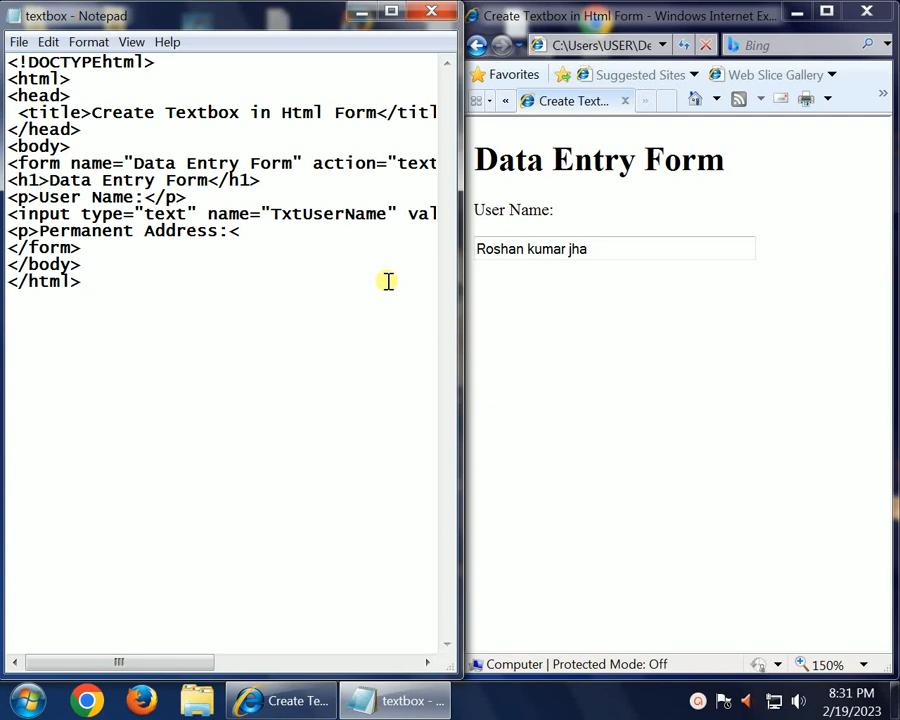 textbox - Notepad
File Edit Format View Help
<!DOCTYPEhtml>
<html>
<head>
<title>Create Textbox in Html Form</titl
</head>
<body>
<form name="Data Entry Form" action="text
<h1>Data Entry Form</h1>
<p>User Name:</p>
<input type="text" name="TxtUserName" val
<p>Permanent Address:<
</form>
</body>
</html>
Create Textbox in Html Form - Windows Internet Ex...
C:\Users\USER\De
Bing
Favorites
Suggested Sites
Web Slice Gallery
Create Text...
Data Entry Form
User Name:
Roshan kumar jha
Computer | Protected Mode: Off
150%
Create Te...
textbox - ...
8:31 PM
2/19/2023